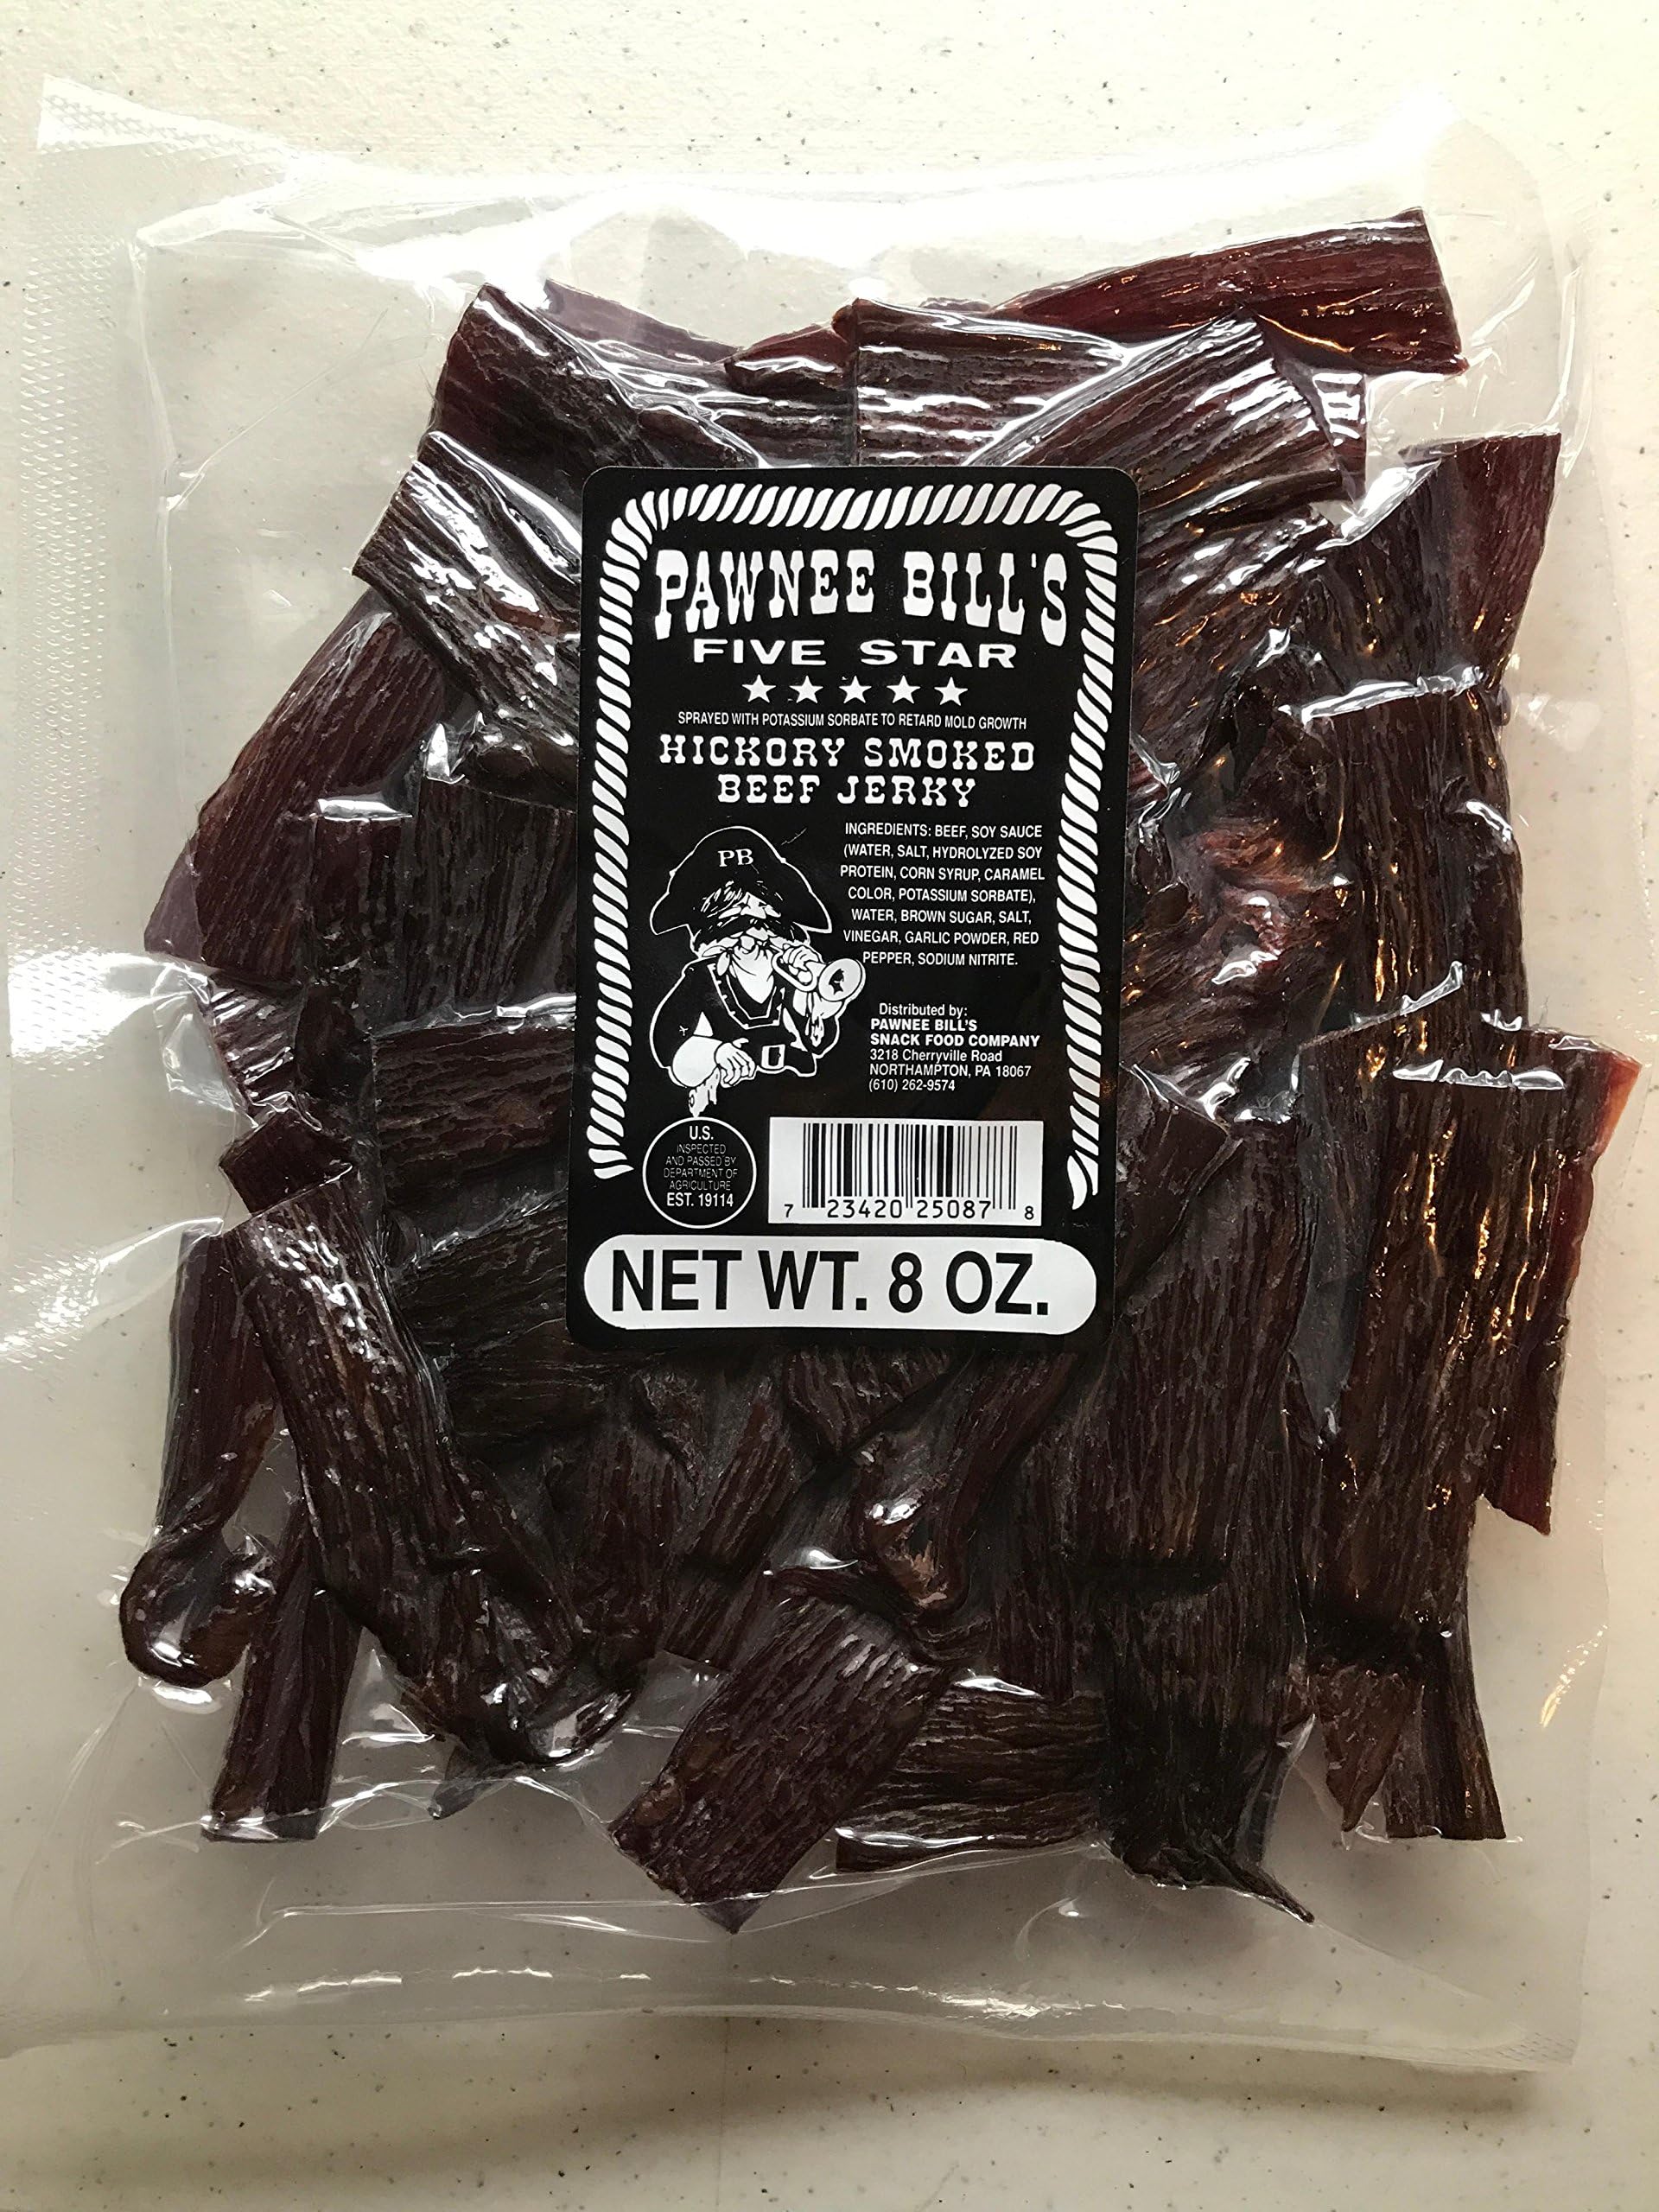 PAWNEE BILL'S
FIVE STAR
SPRAYED WITH POTASSIUM SORBATE TO RETARD MOLD GROWTH
HICKORY SMOKED
BEEF JERKY
PB
INGREDIENTS: BEEF, SOY SAUCE
(WATER, SALT, HYDROLYZED SOY
PROTEIN, CORN SYRUP, CARAMEL
COLOR, POTASSIUM SORBATE),
WATER, BROWN SUGAR, SALT,
VINEGAR, GARLIC POWDER, RED
PEPPER, SODIUM NITRITE.
Distributed by:
PAWNEE BILL'S
SNACK FOOD COMPANY
3218 Cherryville Road
NORTHAMPTON, PA 18067
(610) 262-9574
U.S.
INSPECTED
AND PASSED BY
DEPARTMENT OF
AGRICULTURE
EST. 19114
7 23420 25087 8
NET WT. 8 OZ.